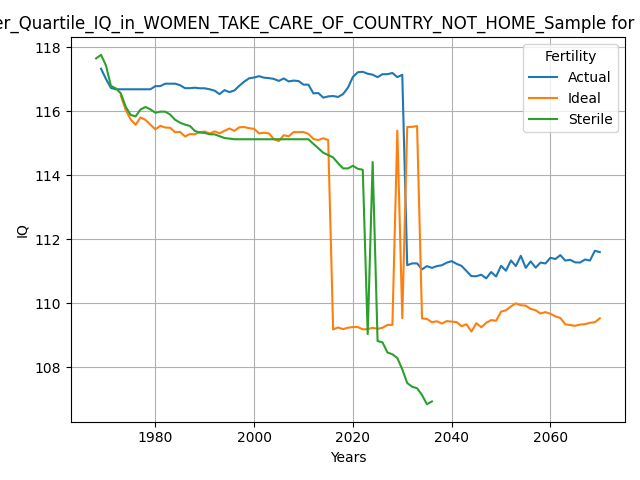 er_Quartile_IQ_in_WOMEN_TAKE_CARE_OF_COUNTRY_NOT_HOME_Sample for
Fertility
Actual
Ideal
Sterile
IQ
118
116
114
112
110
108
1980 2000 2020 2040 2060
Years